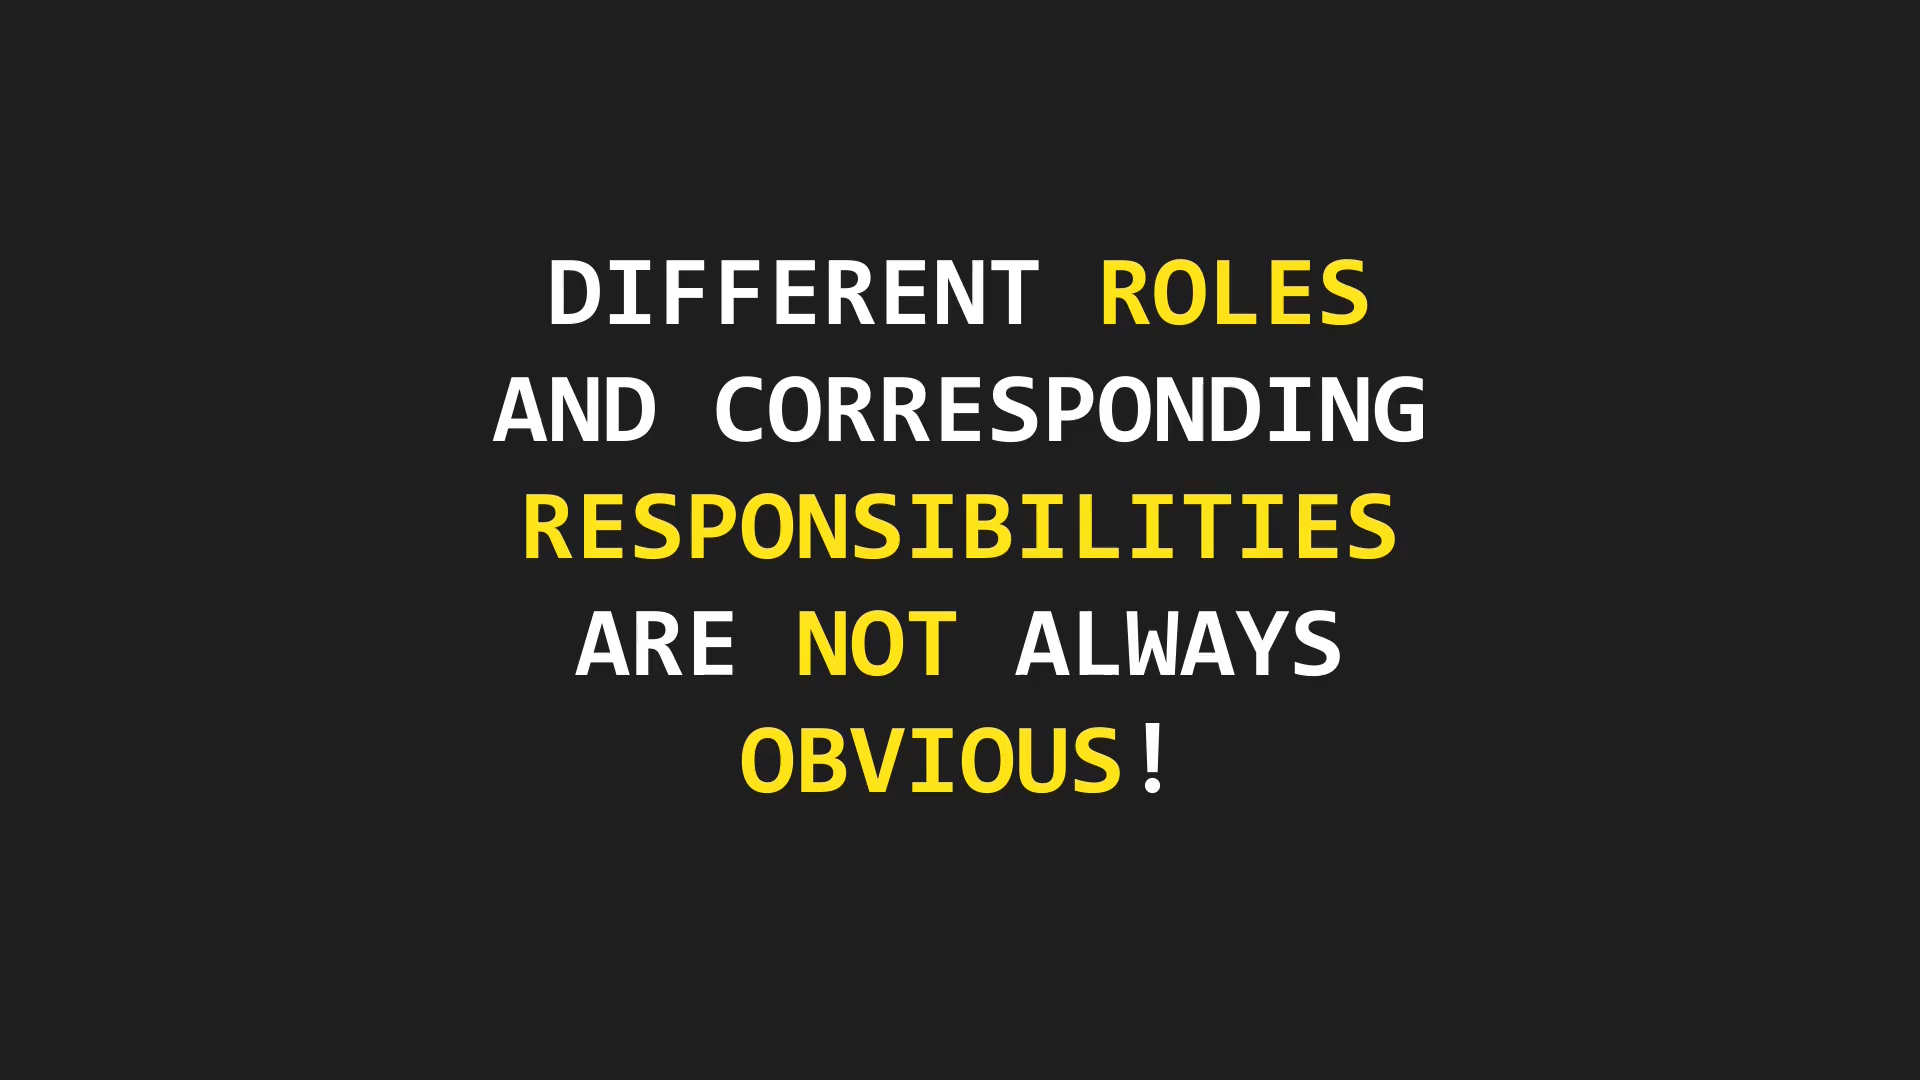 DIFFERENT ROLES
AND CORRESPONDING
RESPONSIBILITIES
ARE NOT ALWAYS
OBVIOUS!